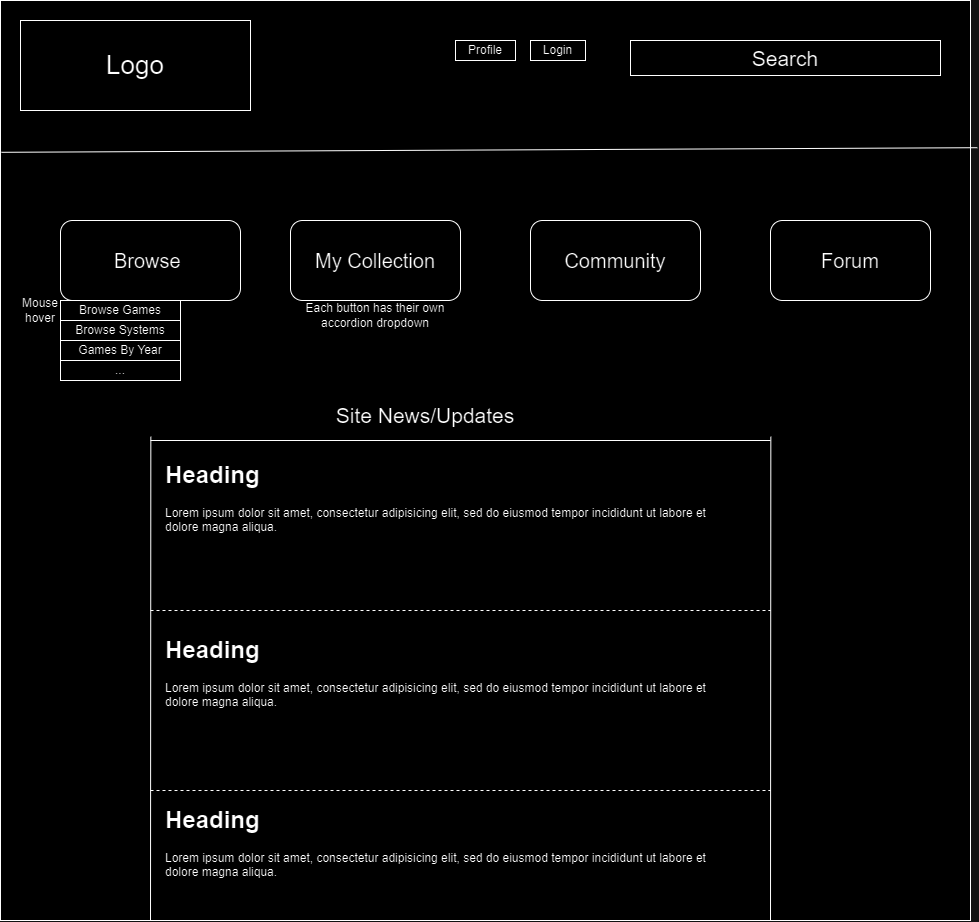 Logo
Profile
Login
Search
Browse
My Collection
Community
Forum
Mouse
hover
Browse Games
Browse Systems
Games By Year
...
Each button has their own
accordion dropdown
Site News/Updates
Heading
Lorem ipsum dolor sit amet, consectetur adipisicing elit, sed do eiusmod tempor incididunt ut labore et
dolore magna aliqua.
Heading
Lorem ipsum dolor sit amet, consectetur adipisicing elit, sed do eiusmod tempor incididunt ut labore et
dolore magna aliqua.
Heading
Lorem ipsum dolor sit amet, consectetur adipisicing elit, sed do eiusmod tempor incididunt ut labore et
dolore magna aliqua.